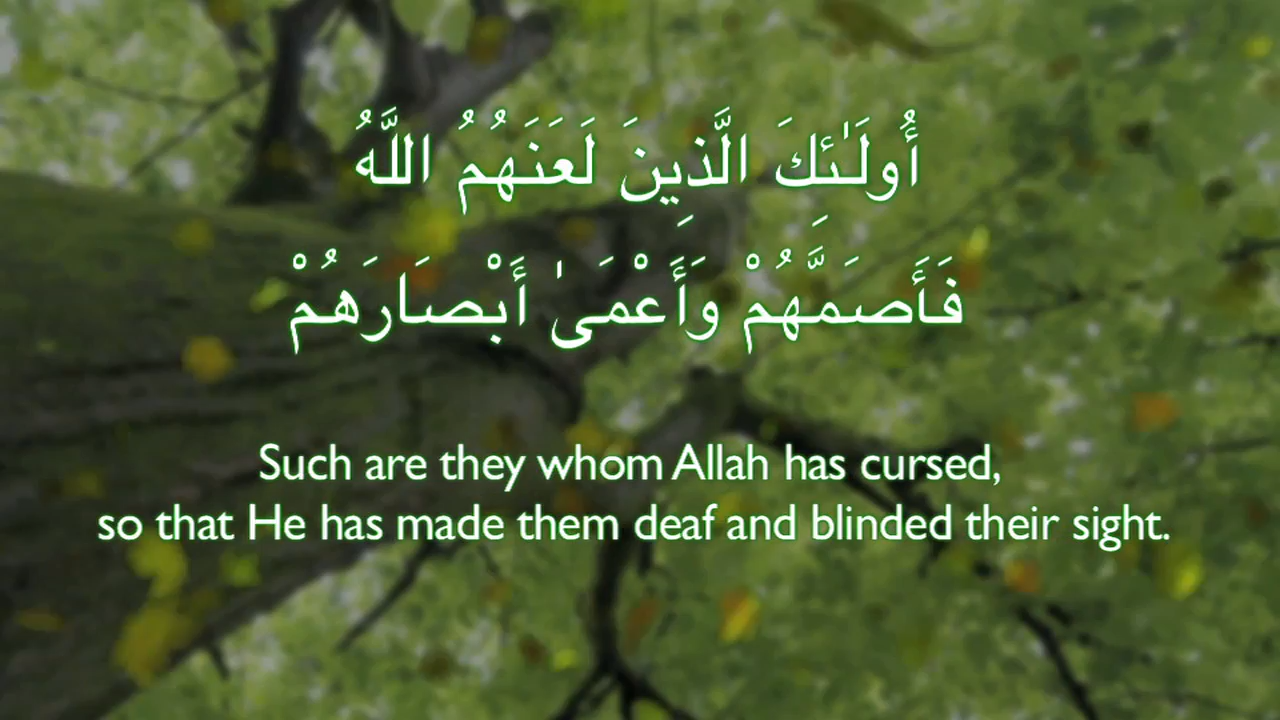 أُولَـٰئِكَ الَّذِينَ لَعَنَهُمُ اللَّهُ
فَأَصَمَّهُمْ وَأَعْمَىٰ أَبْصَارَهُمْ
Such are they whom Allah has cursed,
so that He has made them deaf and blinded their sight.